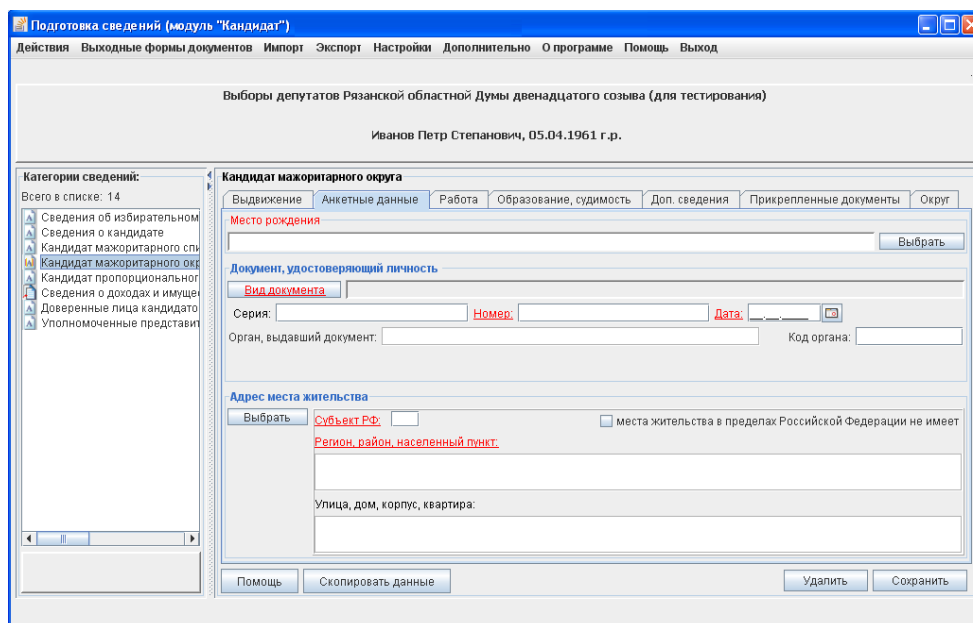 Подготовка сведений (модуль "Кандидат")
Действия Выходные формы документов Импорт Экспорт Настройки Дополнительно О программе Помощь Выход
Выборы депутатов Рязанской областной Думы двенадцатого созыва (для тестирования)
Иванов Петр Степанович, 05.04.1961 г.р.
Категории сведений:
Всего в списке: 14
Сведения об избирательном
Сведения о кандидате
Кандидат мажоритарного спи
Кандидат мажоритарного окр
Кандидат пропорциональног
Сведения о доходах и имущес
Доверенные лица кандидато
Уполномоченные представит
Кандидат мажоритарного округа
Выдвижение Анкетные данные Работа Образование, судимость Доп. сведения Прикрепленные документы Округ
Место рождения
Выбрать
Документ, удостоверяющий личность
Вид документа
Серия: Номер: Дата: __.__.____
Орган, выдавший документ: Код органа:
Адрес места жительства
Выбрать Субъект РФ: места жительства в пределах Российской Федерации не имеет
Регион, район, населенный пункт:
Улица, дом, корпус, квартира:
Помощь Скопировать данные Удалить Сохранить